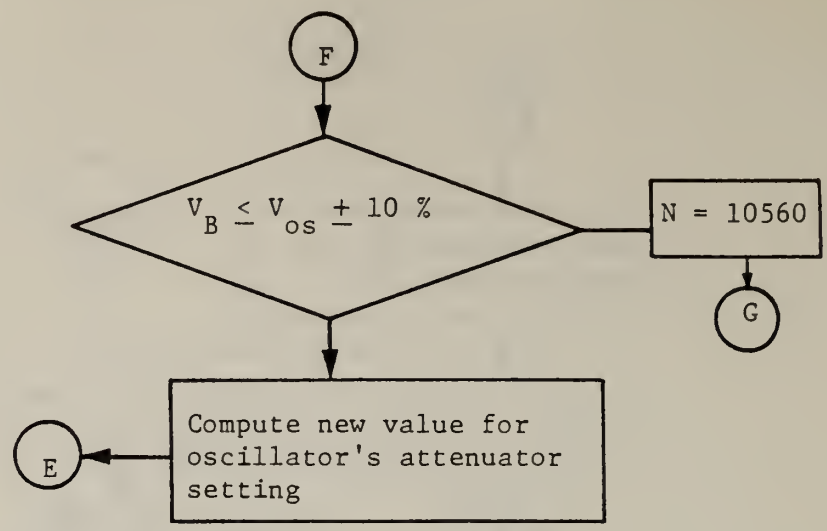 F
V_B ≤ V_os ± 10 %
N = 10560
G
Compute new value for
oscillator's attenuator
setting
E